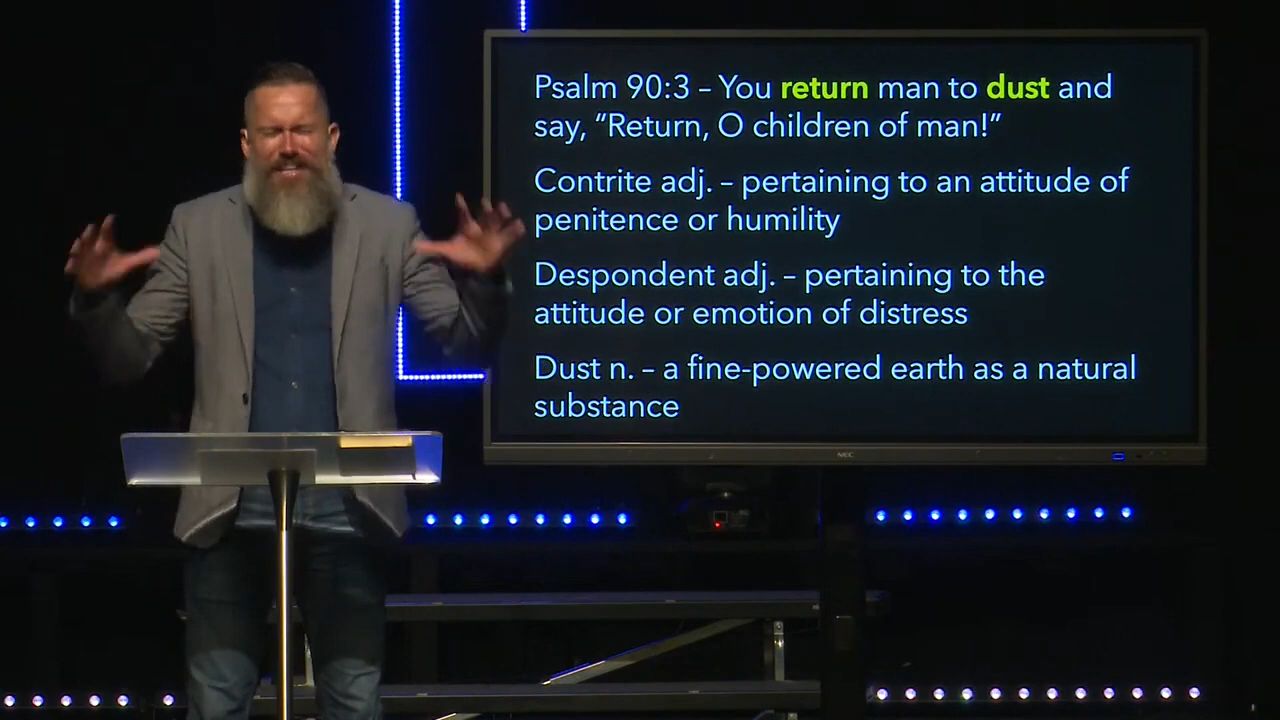 Psalm 90:3 – You return man to dust and
say, “Return, O children of man!”
Contrite adj. – pertaining to an attitude of
penitence or humility
Despondent adj. – pertaining to the
attitude or emotion of distress
Dust n. – a fine-powered earth as a natural
substance
NEC